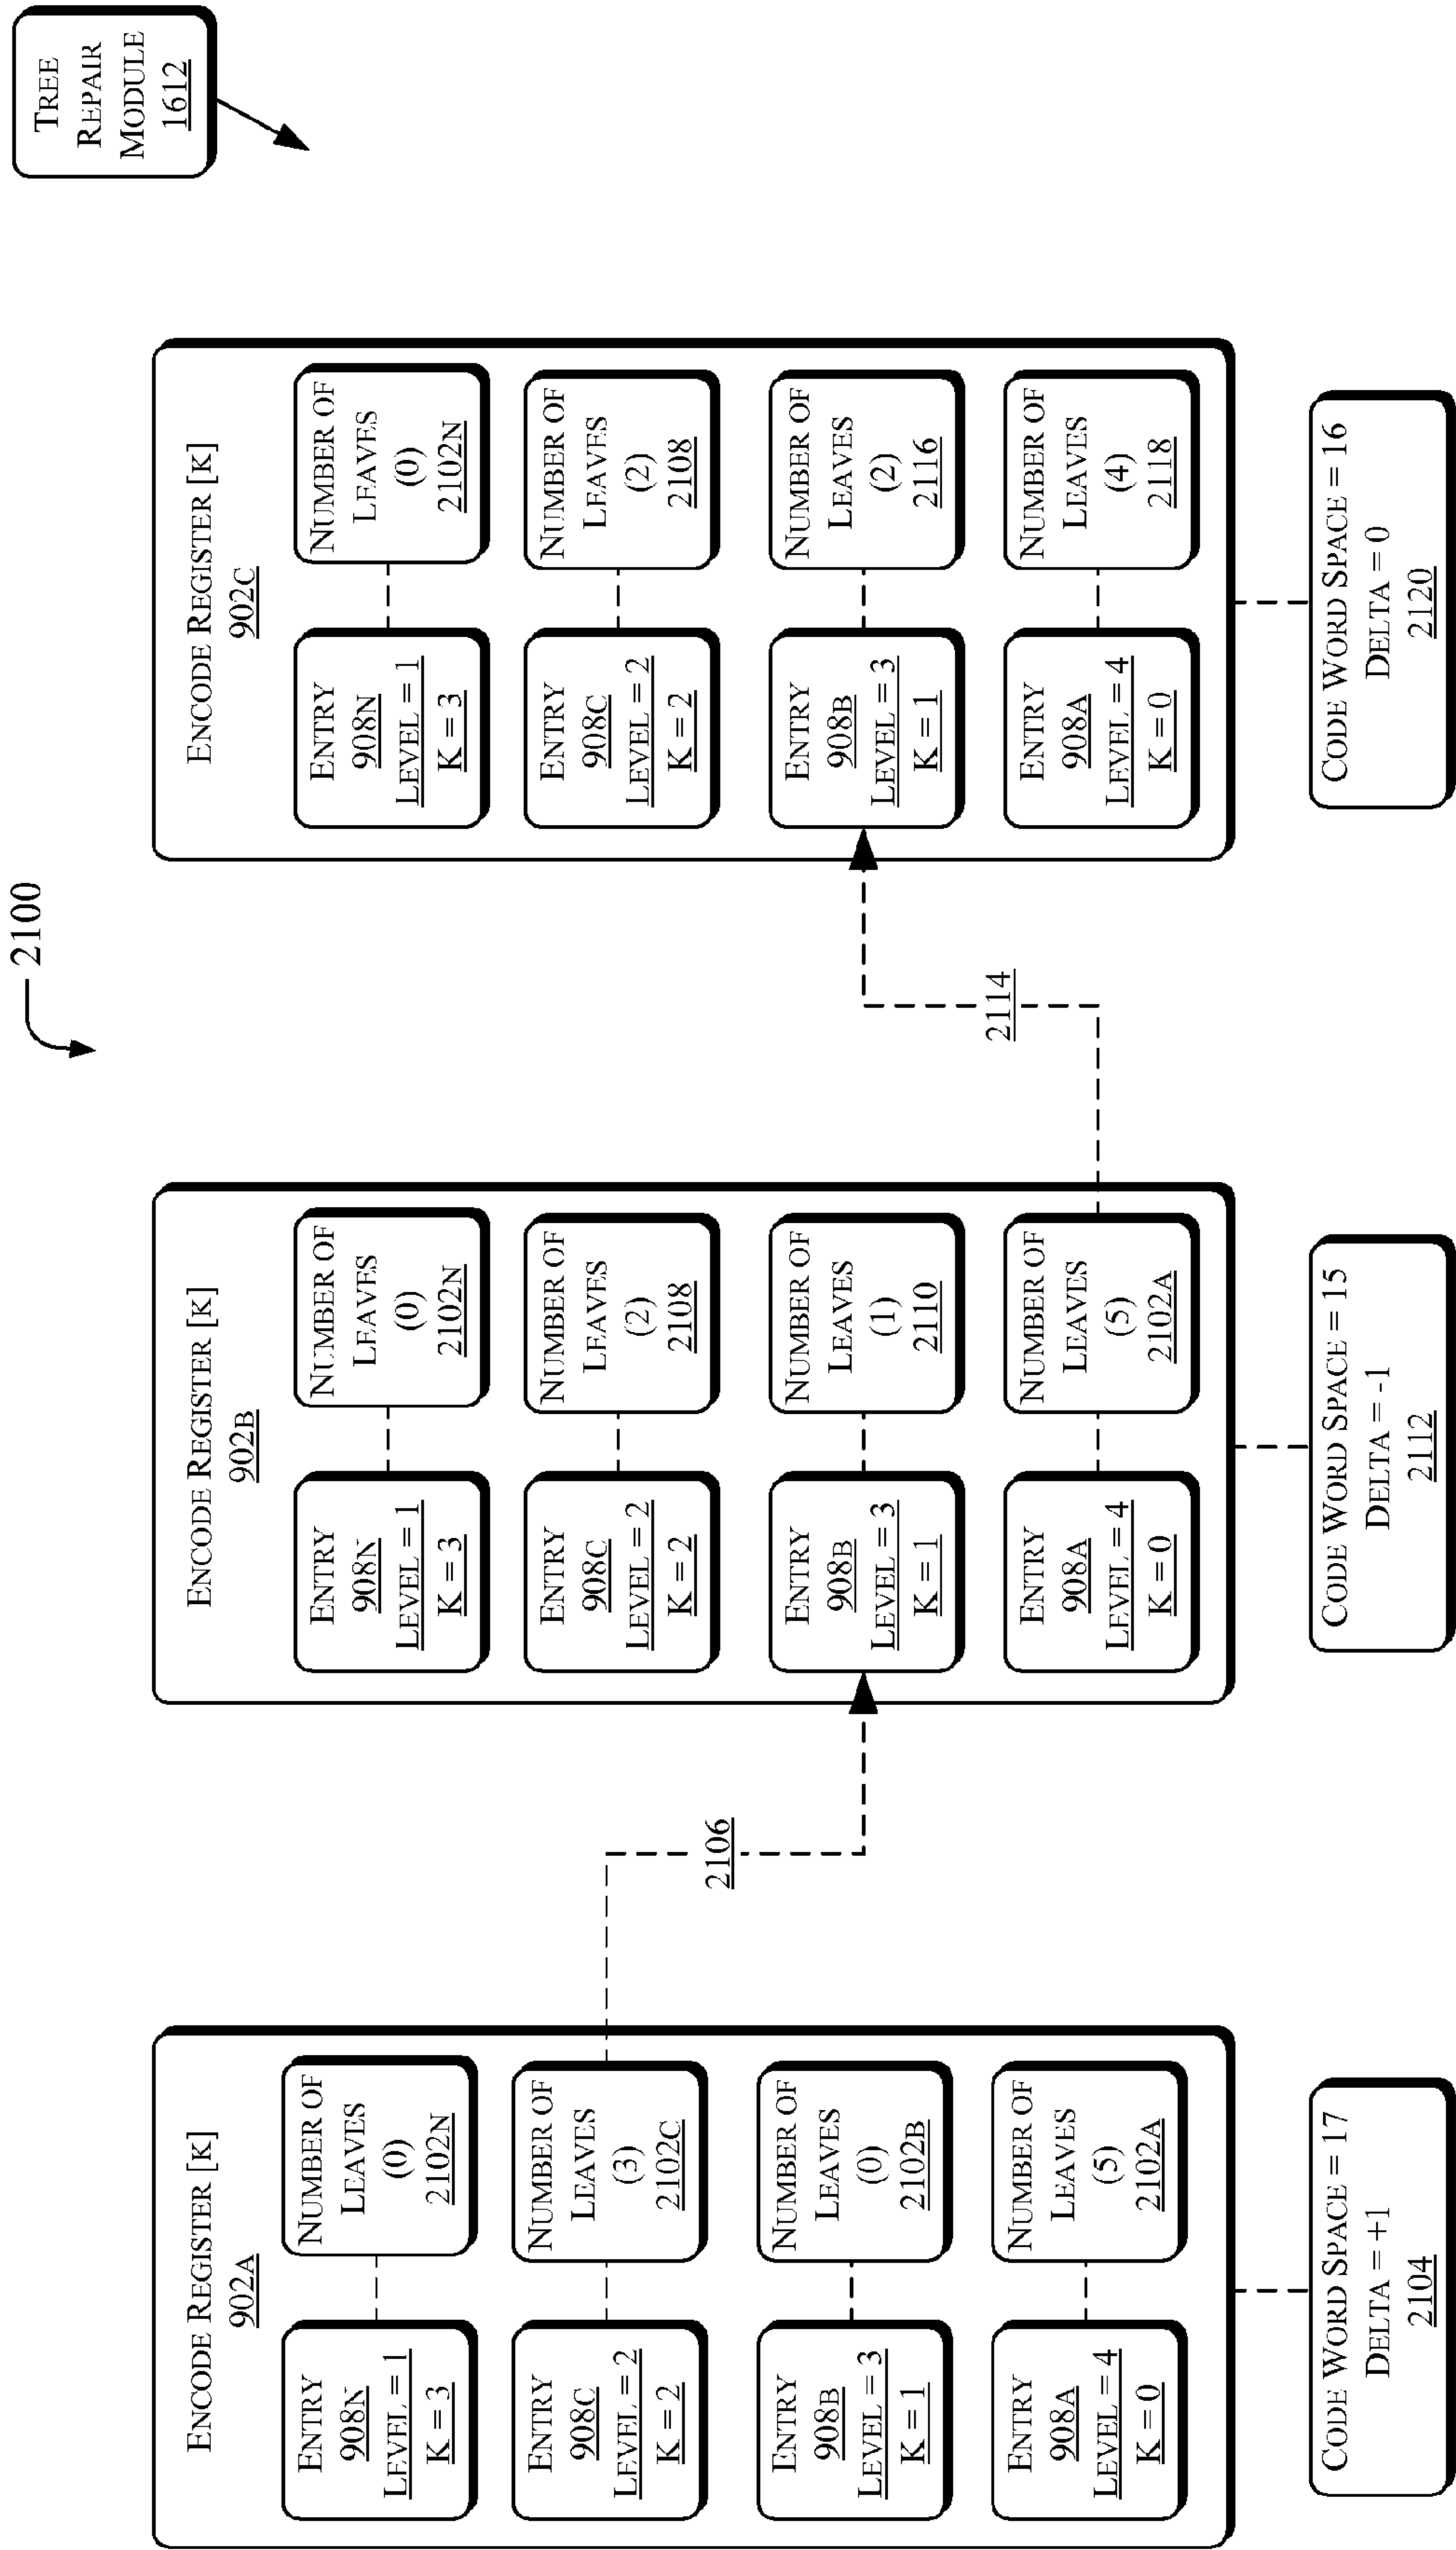 2100
TREE
REPAIR
MODULE
1612
ENCODE REGISTER [K]
902A
ENTRY
908N
LEVEL = 1
K = 3
NUMBER OF
LEAVES
(0)
2102N
ENTRY
908C
LEVEL = 2
K = 2
NUMBER OF
LEAVES
(3)
2102C
ENTRY
908B
LEVEL = 3
K = 1
NUMBER OF
LEAVES
(0)
2102B
ENTRY
908A
LEVEL = 4
K = 0
NUMBER OF
LEAVES
(5)
2102A
CODE WORD SPACE = 17
DELTA = +1
2104
2106
ENCODE REGISTER [K]
902B
ENTRY
908N
LEVEL = 1
K = 3
NUMBER OF
LEAVES
(0)
2102N
ENTRY
908C
LEVEL = 2
K = 2
NUMBER OF
LEAVES
(2)
2108
ENTRY
908B
LEVEL = 3
K = 1
NUMBER OF
LEAVES
(1)
2110
ENTRY
908A
LEVEL = 4
K = 0
NUMBER OF
LEAVES
(5)
2102A
CODE WORD SPACE = 15
DELTA = -1
2112
2114
ENCODE REGISTER [K]
902C
ENTRY
908N
LEVEL = 1
K = 3
NUMBER OF
LEAVES
(0)
2102N
ENTRY
908C
LEVEL = 2
K = 2
NUMBER OF
LEAVES
(2)
2108
ENTRY
908B
LEVEL = 3
K = 1
NUMBER OF
LEAVES
(2)
2116
ENTRY
908A
LEVEL = 4
K = 0
NUMBER OF
LEAVES
(4)
2118
CODE WORD SPACE = 16
DELTA = 0
2120